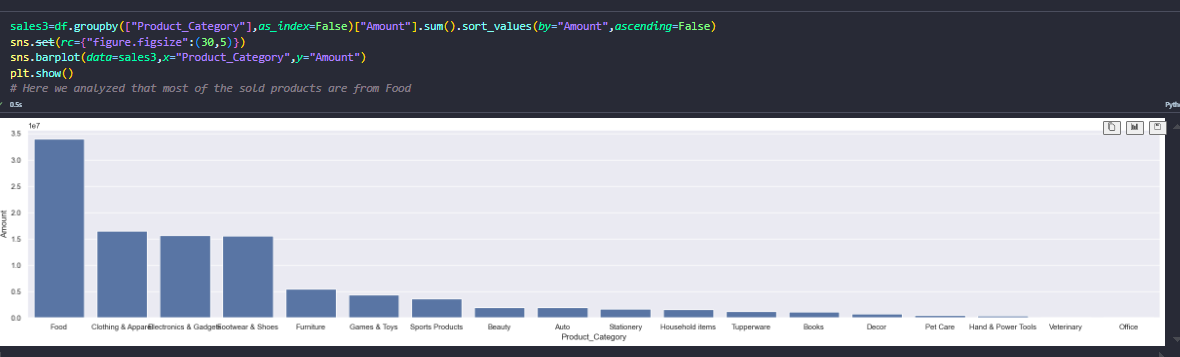 sales3=df.groupby(["Product_Category"],as_index=False)["Amount"].sum().sort_values(by="Amount",ascending=False)
sns.set(rc={"figure.figsize":(30,5)})
sns.barplot(data=sales3,x="Product_Category",y="Amount")
plt.show()
# Here we analyzed that most of the sold products are from Food
0.5s
Pyth
1e7
3.5
3.0
2.5
2.0
1.5
1.0
0.5
0.0
Amount
Food Clothing & Apparel Electronics & Gadgets Footwear & Shoes Furniture Games & Toys Sports Products Beauty Auto Stationery Household items Tupperware Books Decor Pet Care Hand & Power Tools Veterinary Office
Product_Category